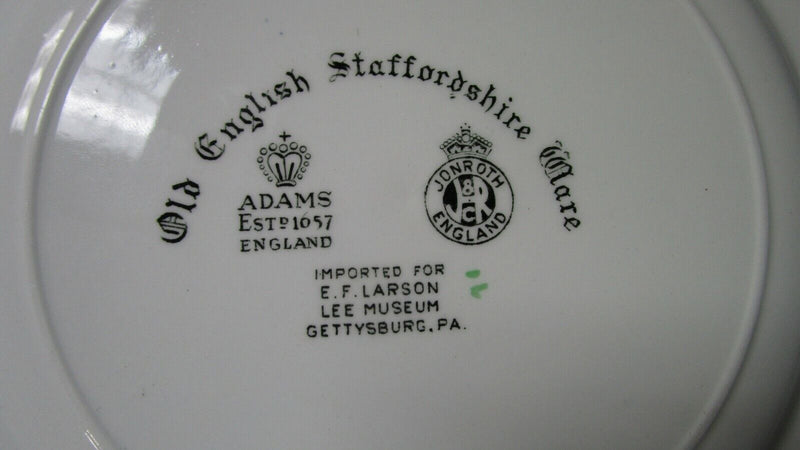 Old English Staffordshire Ware
ADAMS
ESTD 1657
ENGLAND
JONROTH
J&R
C
ENGLAND
IMPORTED FOR
E.F. LARSON
LEE MUSEUM
GETTYSBURG, PA.